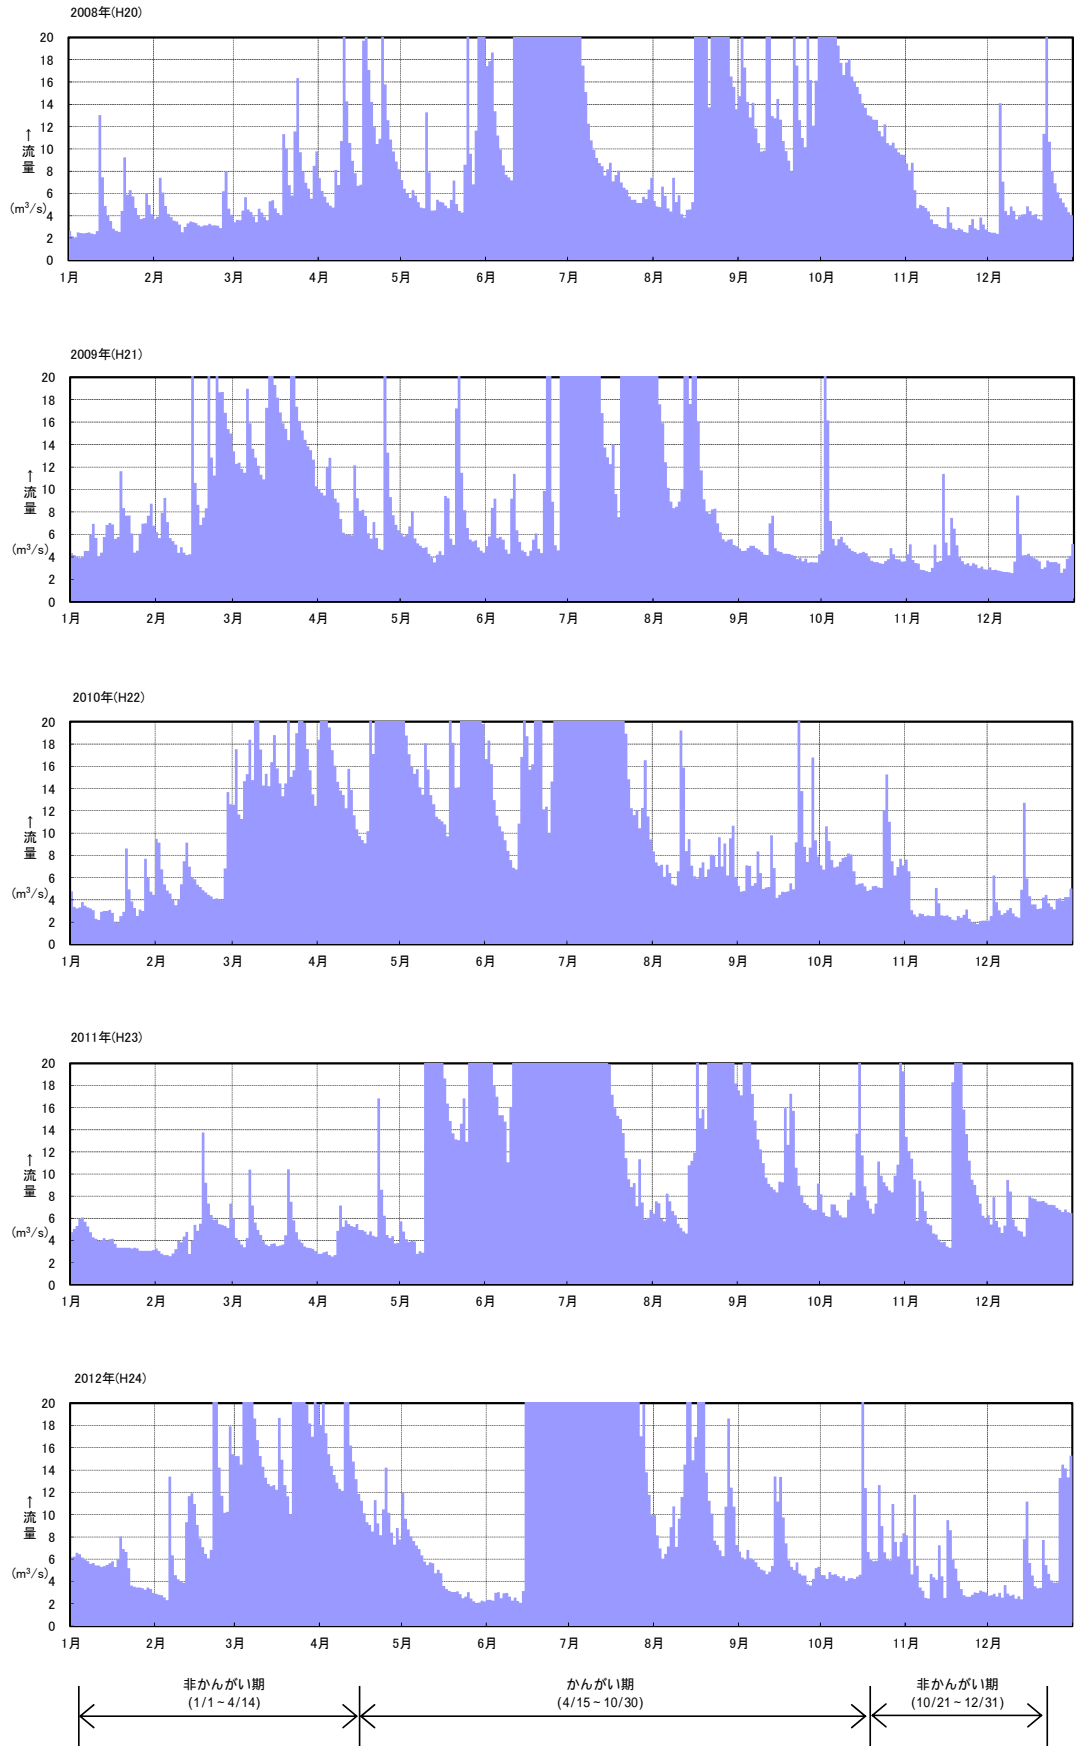 2008年(H20)
20
18
16
14
12
10
8
6
4
2
0
↑
流
量
(m³/s)
1月 2月 3月 4月 5月 6月 7月 8月 9月 10月 11月 12月
2009年(H21)
20
18
16
14
12
10
8
6
4
2
0
↑
流
量
(m³/s)
1月 2月 3月 4月 5月 6月 7月 8月 9月 10月 11月 12月
2010年(H22)
20
18
16
14
12
10
8
6
4
2
0
↑
流
量
(m³/s)
1月 2月 3月 4月 5月 6月 7月 8月 9月 10月 11月 12月
2011年(H23)
20
18
16
14
12
10
8
6
4
2
0
↑
流
量
(m³/s)
1月 2月 3月 4月 5月 6月 7月 8月 9月 10月 11月 12月
2012年(H24)
20
18
16
14
12
10
8
6
4
2
0
↑
流
量
(m³/s)
1月 2月 3月 4月 5月 6月 7月 8月 9月 10月 11月 12月
非かんがい期
(1/1~4/14)
かんがい期
(4/15~10/30)
非かんがい期
(10/21~12/31)